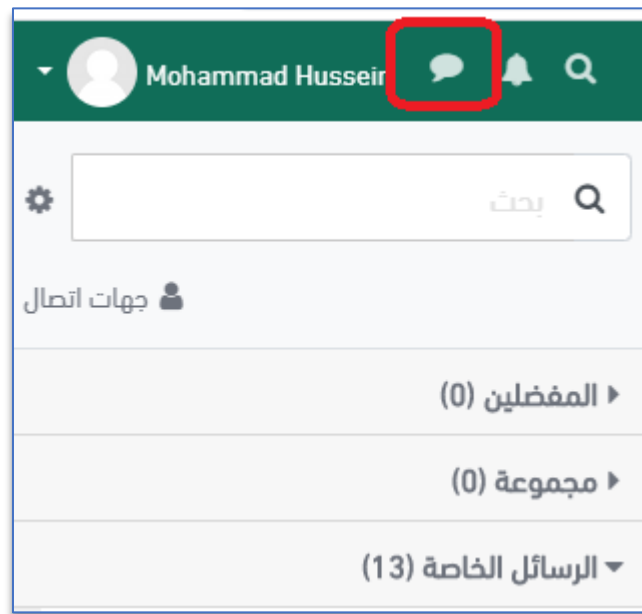 Mohammad Hussein
بحث
جهات اتصال
المفضلين (0)
مجموعة (0)
الرسائل الخاصة (13)